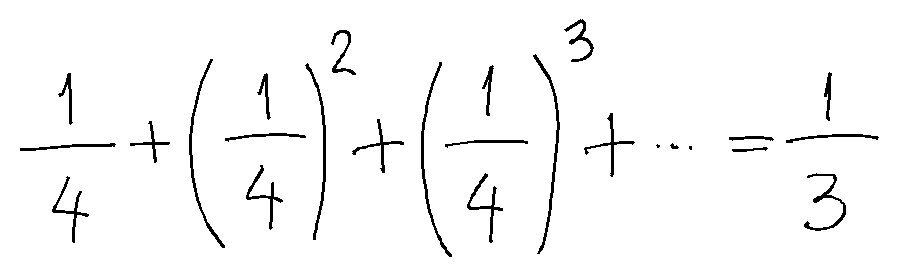 1/4 + (1/4)^2 + (1/4)^3 + ... = 1/3